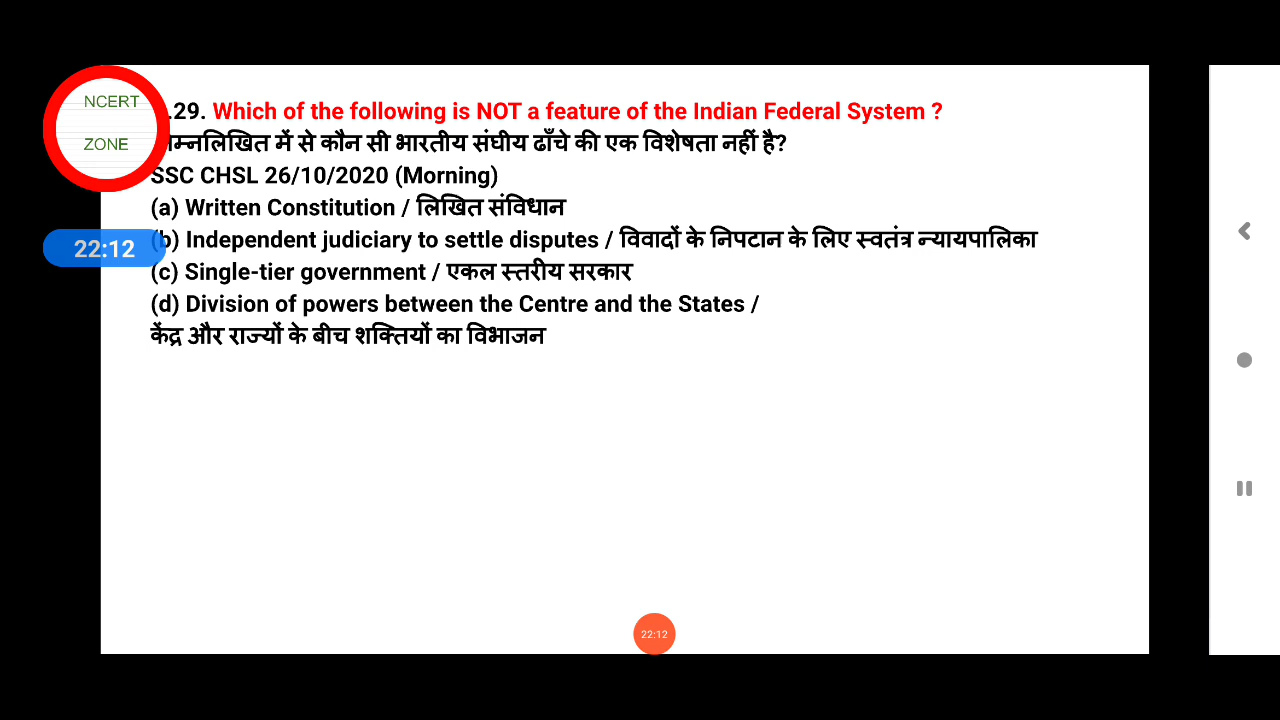 NCERT
ZONE
.29. Which of the following is NOT a feature of the Indian Federal System ?
में से कौन सी भारतीय संघीय ढाँचे की एक विशेषता नहीं है?
SSC CHSL 26/10/2020 (Morning)
(a) Written Constitution / लिखित संविधान
22:12
(b) Independent judiciary to settle disputes / विवादों के निपटान के लिए स्वतंत्र न्यायपालिका
(c) Single-tier government / एकल स्तरीय सरकार
(d) Division of powers between the Centre and the States /
केंद्र और राज्यों के बीच शक्तियों का विभाजन
22:12